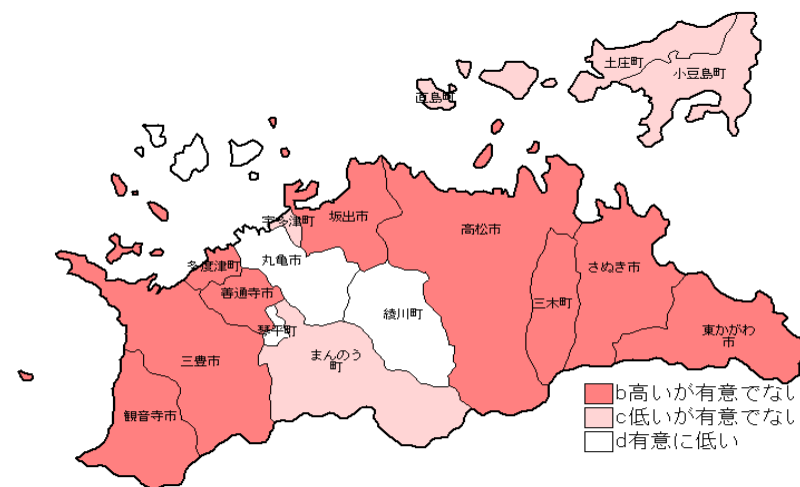 土庄町
小豆島町
直島町
宇多津町
坂出市
高松市
多度津町
丸亀市
さぬき市
善通寺市
三木町
綾川町
琴平町
東かがわ
市
まんのう
町
三豊市
観音寺市
b高いが有意でない
c低いが有意でない
d有意に低い